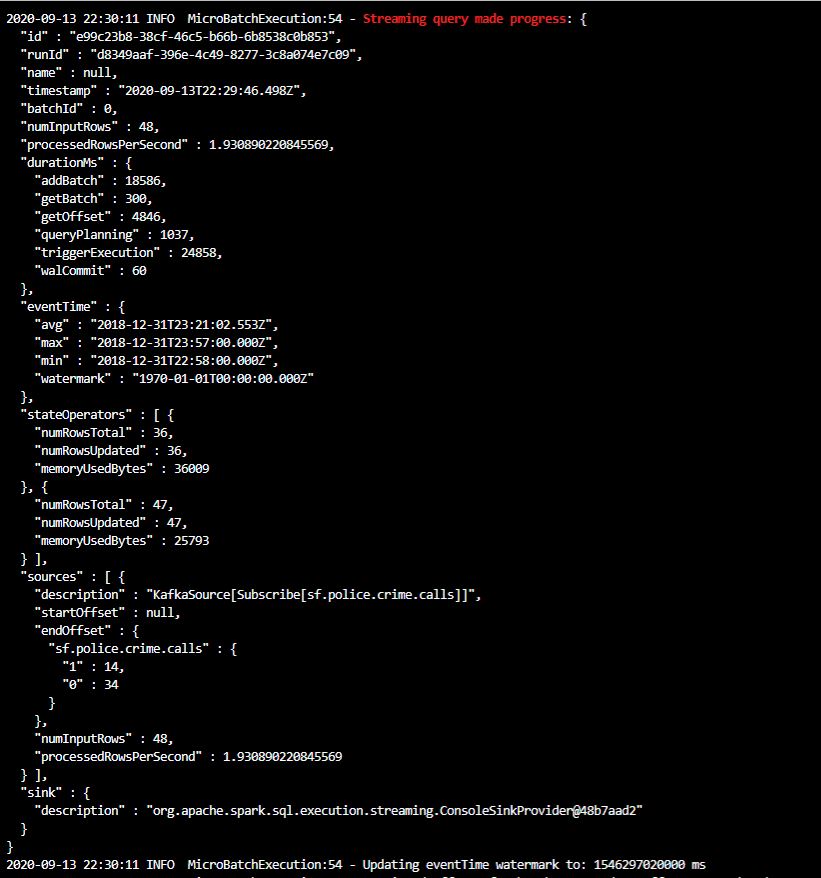 2020-09-13 22:30:11 INFO  MicroBatchExecution:54 - Streaming query made progress: {
  "id" : "e99c23b8-38cf-46c5-b66b-6b8538c0b853",
  "runId" : "d8349aaf-396e-4c49-8277-3c8a074e7c09",
  "name" : null,
  "timestamp" : "2020-09-13T22:29:46.498Z",
  "batchId" : 0,
  "numInputRows" : 48,
  "processedRowsPerSecond" : 1.930890220845569,
  "durationMs" : {
    "addBatch" : 18586,
    "getBatch" : 300,
    "getOffset" : 4846,
    "queryPlanning" : 1037,
    "triggerExecution" : 24858,
    "walCommit" : 60
  },
  "eventTime" : {
    "avg" : "2018-12-31T23:21:02.553Z",
    "max" : "2018-12-31T23:57:00.000Z",
    "min" : "2018-12-31T22:58:00.000Z",
    "watermark" : "1970-01-01T00:00:00.000Z"
  },
  "stateOperators" : [ {
    "numRowsTotal" : 36,
    "numRowsUpdated" : 36,
    "memoryUsedBytes" : 36009
  }, {
    "numRowsTotal" : 47,
    "numRowsUpdated" : 47,
    "memoryUsedBytes" : 25793
  } ],
  "sources" : [ {
    "description" : "KafkaSource[Subscribe[sf.police.crime.calls]]",
    "startOffset" : null,
    "endOffset" : {
      "sf.police.crime.calls" : {
        "1" : 14,
        "0" : 34
      }
    },
    "numInputRows" : 48,
    "processedRowsPerSecond" : 1.930890220845569
  } ],
  "sink" : {
    "description" : "org.apache.spark.sql.execution.streaming.ConsoleSinkProvider@48b7aad2"
  }
}
2020-09-13 22:30:11 INFO  MicroBatchExecution:54 - Updating eventTime watermark to: 1546297020000 ms